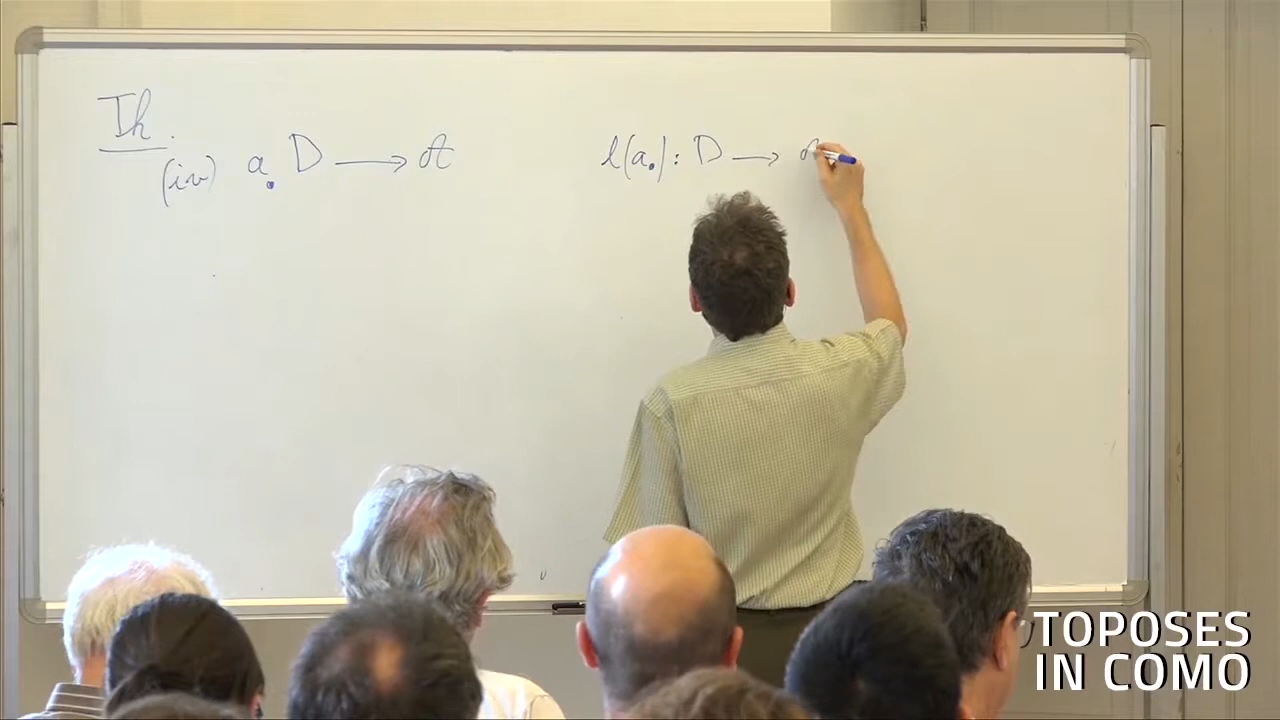 Th.
(iv) a. D ⟶ 𝒜 l(a.) : D ⟶
TOPOSES
IN COMO